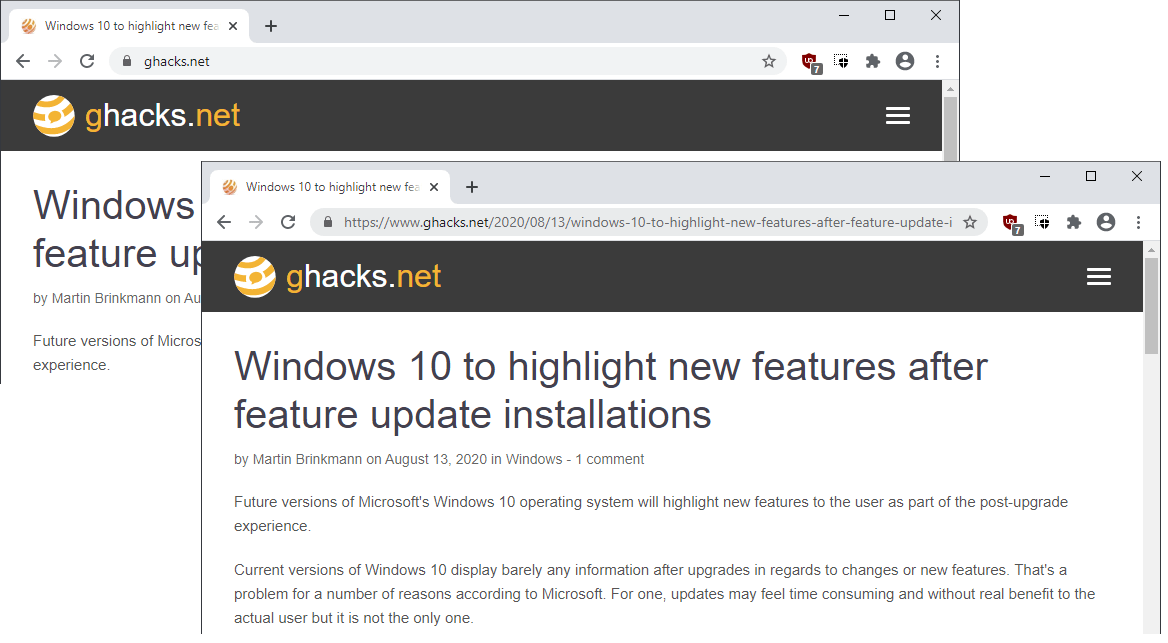 Windows 10 to highlight new fea
ghacks.net
7
ghacks.net
Windows
feature up
by Martin Brinkmann on Au
Future versions of Micros
experience.
Windows 10 to highlight new fea
https://www.ghacks.net/2020/08/13/windows-10-to-highlight-new-features-after-feature-update-i
7
ghacks.net
Windows 10 to highlight new features after
feature update installations
by Martin Brinkmann on August 13, 2020 in Windows - 1 comment
Future versions of Microsoft's Windows 10 operating system will highlight new features to the user as part of the post-upgrade
experience.
Current versions of Windows 10 display barely any information after upgrades in regards to changes or new features. That's a
problem for a number of reasons according to Microsoft. For one, updates may feel time consuming and without real benefit to the
actual user but it is not the only one.